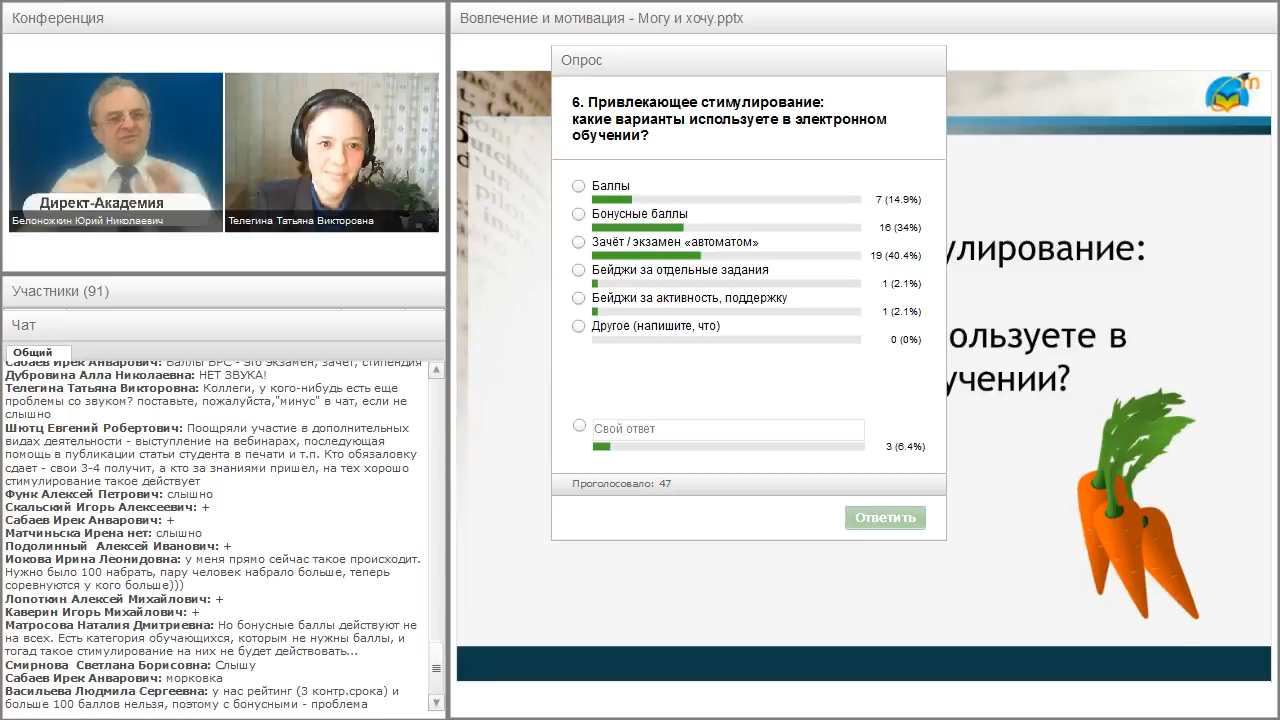 Конференция
Директ-Академия
Белоножкин Юрий Николаевич
Телегина Татьяна Викторовна
Участники (91)
Чат
Общий
Сабаев Ирек Анварович: Баллы БРС - это экзамен, зачет, стипендия
Дубровина Алла Николаевна: НЕТ ЗВУКА!
Телегина Татьяна Викторовна: Коллеги, у кого-нибудь есть еще
проблемы со звуком? поставьте, пожалуйста,"минус" в чат, если не
слышно
Шютц Евгений Робертович: Поощряли участие в дополнительных
видах деятельности - выступление на вебинарах, последующая
помощь в публикации статьи студента в печати и т.п. Кто обязаловку
сдает - свои 3-4 получит, а кто за знаниями пришел, на тех хорошо
стимулирование такое действует
Функ Алексей Петрович: слышно
Скальский Игорь Алексеевич: +
Сабаев Ирек Анварович: +
Матчиньска Ирена нет: слышно
Подолинный Алексей Иванович: +
Иокова Ирина Леонидовна: у меня прямо сейчас такое происходит.
Нужно было 100 набрать, пару человек набрало больше, теперь
соревнуются у кого больше)))
Лопоткин Алексей Михайлович: +
Каверин Игорь Михайлович: +
Матросова Наталия Дмитриевна: Но бонусные баллы действуют не
на всех. Есть категория обучающихся, которым не нужны баллы, и
тогад такое стимулирование на них не будет действовать...
Смирнова Светлана Борисовна: Слышу
Сабаев Ирек Анварович: морковка
Васильева Людмила Сергеевна: у нас рейтинг (3 контр.срока) и
больше 100 баллов нельзя, поэтому с бонусными - проблема
Вовлечение и мотивация - Могу и хочу.pptx
Опрос
6. Привлекающее стимулирование:
какие варианты используете в электронном
обучении?
Баллы
7 (14.9%)
Бонусные баллы
16 (34%)
Зачёт / экзамен «автоматом»
19 (40.4%)
Бейджи за отдельные задания
1 (2.1%)
Бейджи за активность, поддержку
1 (2.1%)
Другое (напишите, что)
0 (0%)
Свой ответ
3 (6.4%)
Проголосовало: 47
Ответить
улирование:
ользуете в
учении?